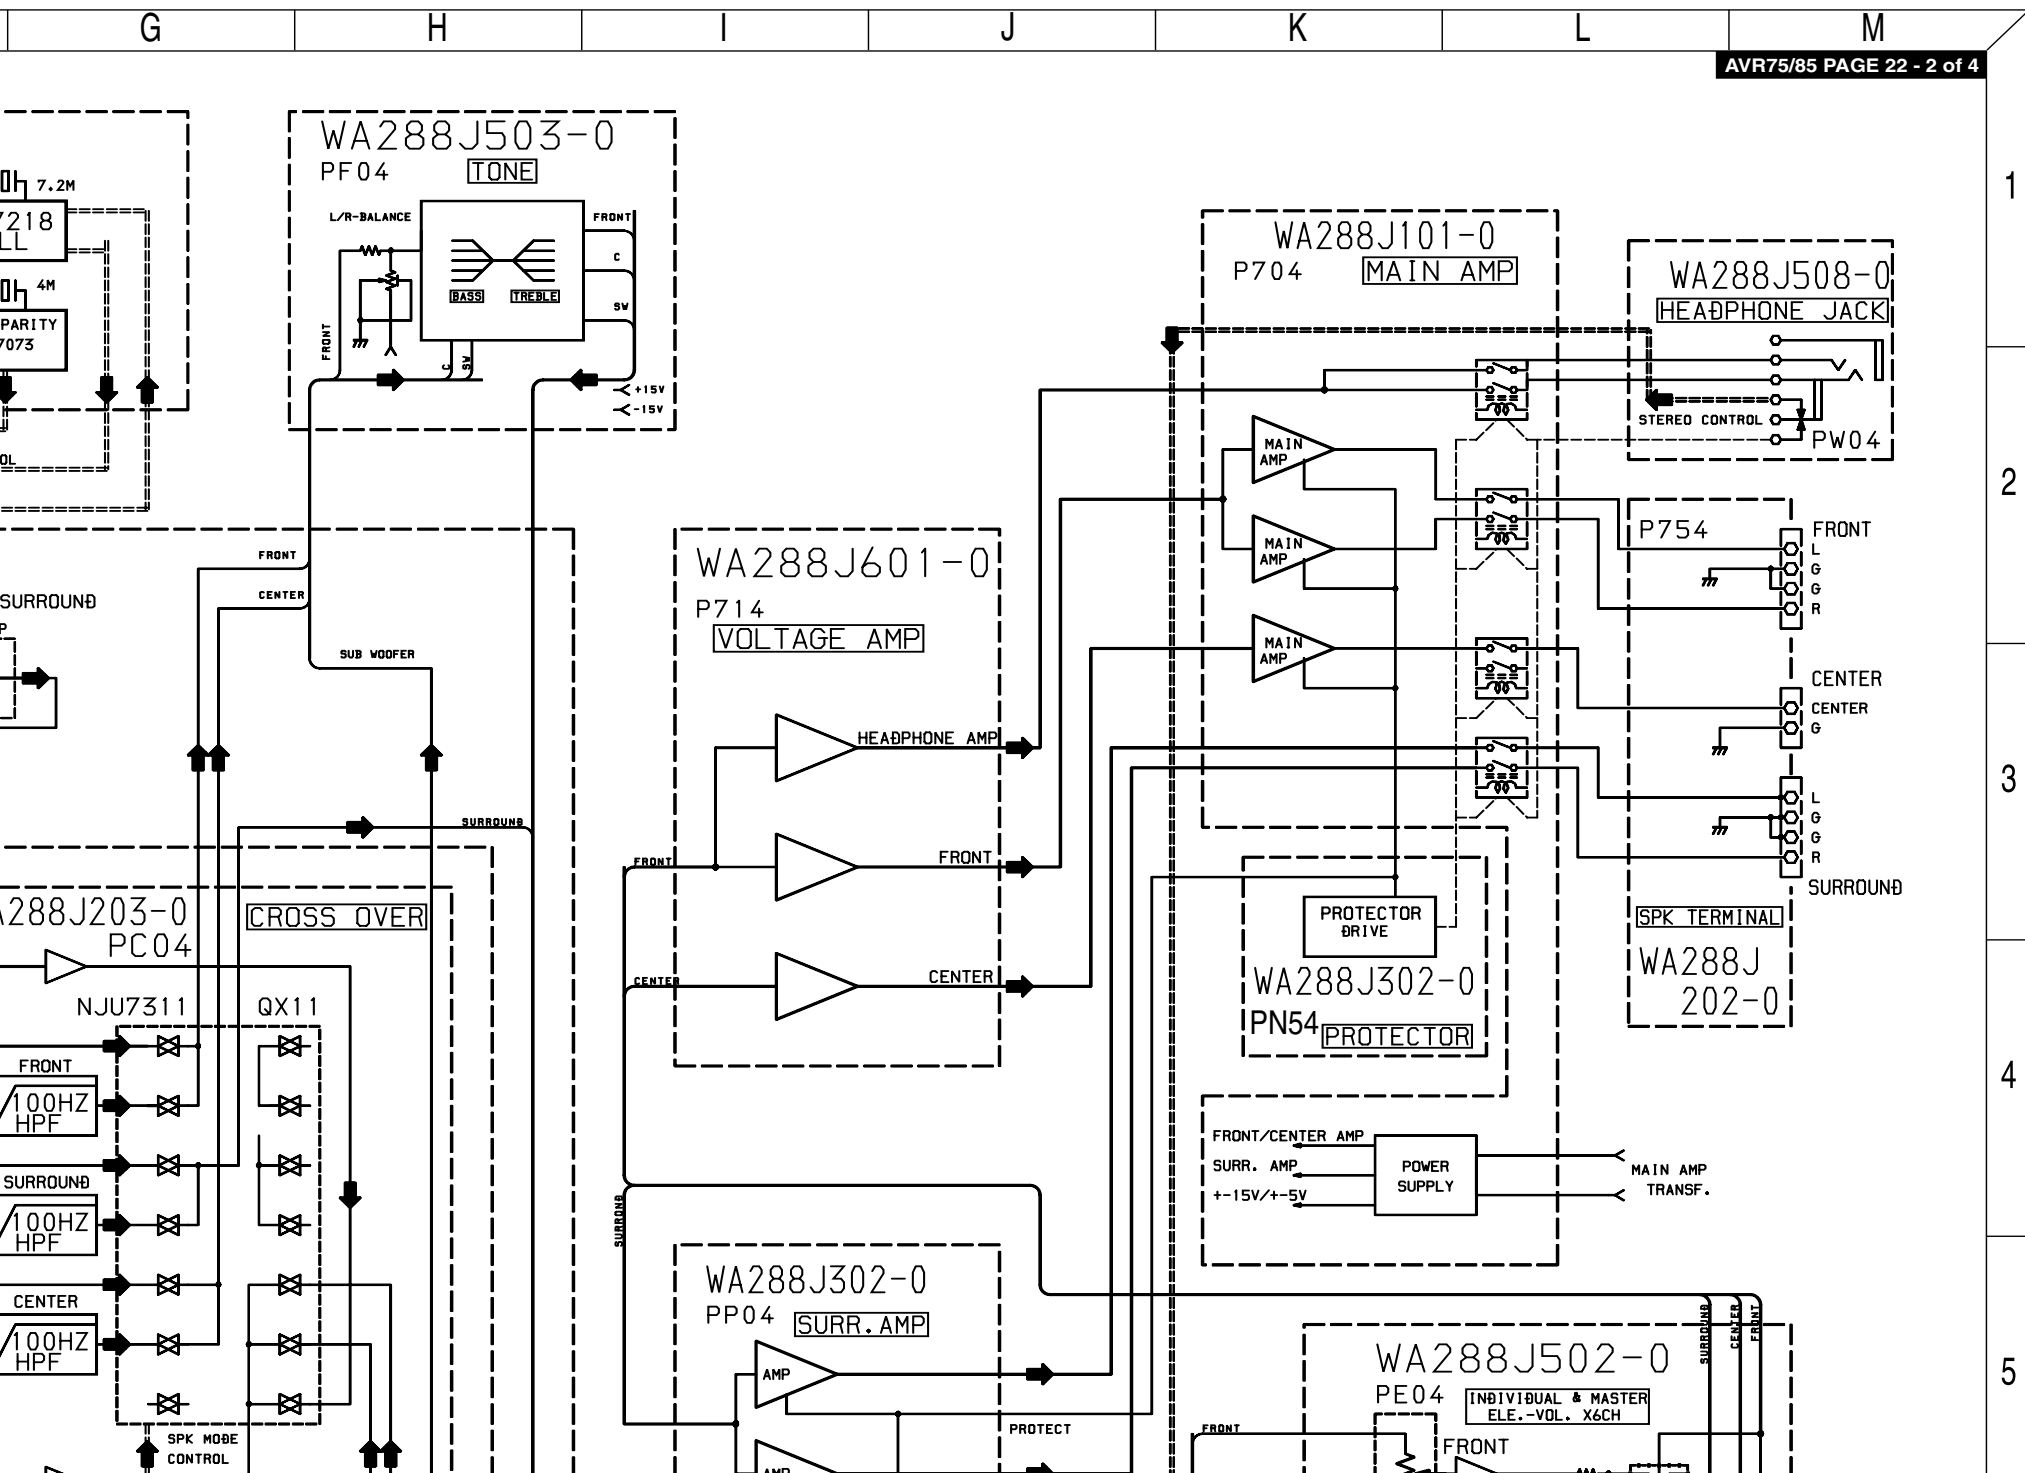 G H I J K L M
AVR75/85 PAGE 22 - 2 of 4
1
2
3
4
5
7.2M
7218
LL
4M
PARITY
7073
OL
WA288J503-0
PF04
TONE
L/R-BALANCE
FRONT
C
SW
BASS
TREBLE
FRONT
C
SW
+15V
-15V
WA288J101-0
P704
MAIN AMP
WA288J508-0
HEADPHONE JACK
STEREO CONTROL
PW04
MAIN
AMP
MAIN
AMP
MAIN
AMP
P754
FRONT
L
G
G
R
CENTER
CENTER
G
L
G
G
R
SURROUND
SPK TERMINAL
WA288J
202-0
FRONT
CENTER
SURROUND
P
SUB WOOFER
SURROUND
WA288J601-0
P714
VOLTAGE AMP
HEADPHONE AMP
FRONT
FRONT
CENTER
CENTER
PROTECTOR
DRIVE
WA288J302-0
PN54
PROTECTOR
A288J203-0
CROSS OVER
PC04
NJU7311
QX11
FRONT
100HZ
HPF
SURROUND
100HZ
HPF
CENTER
100HZ
HPF
SPK MODE
CONTROL
FRONT/CENTER AMP
SURR. AMP
+-15V/+-5V
POWER
SUPPLY
MAIN AMP
TRANSF.
SURROND
WA288J302-0
PP04
SURR. AMP
AMP
AMP
PROTECT
SURROUND
CENTER
FRONT
WA288J502-0
PE04
INDIVIDUAL & MASTER
ELE.-VOL. X6CH
FRONT
FRONT